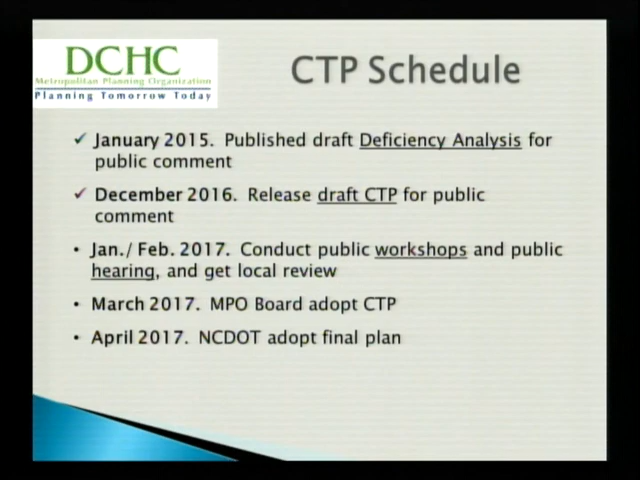 DCHC
Metropolitan Planning Organization
Planning Tomorrow Today
CTP Schedule
✓ January 2015. Published draft Deficiency Analysis for
public comment
✓ December 2016. Release draft CTP for public
comment
• Jan./ Feb. 2017. Conduct public workshops and public
hearing, and get local review
• March 2017. MPO Board adopt CTP
• April 2017. NCDOT adopt final plan